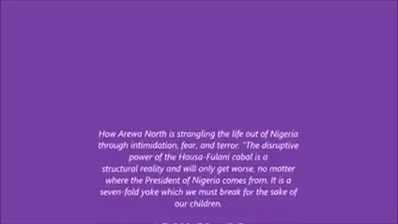 How Arewa North is strangling the life out of Nigeria
through intimidation, fear, and terror. "The disruptive
power of the Hausa-Fulani cabal is a
structural reality and will only get worse, no matter
where the President of Nigeria comes from. It is a
seven-fold yoke which we must break for the sake of
our children.